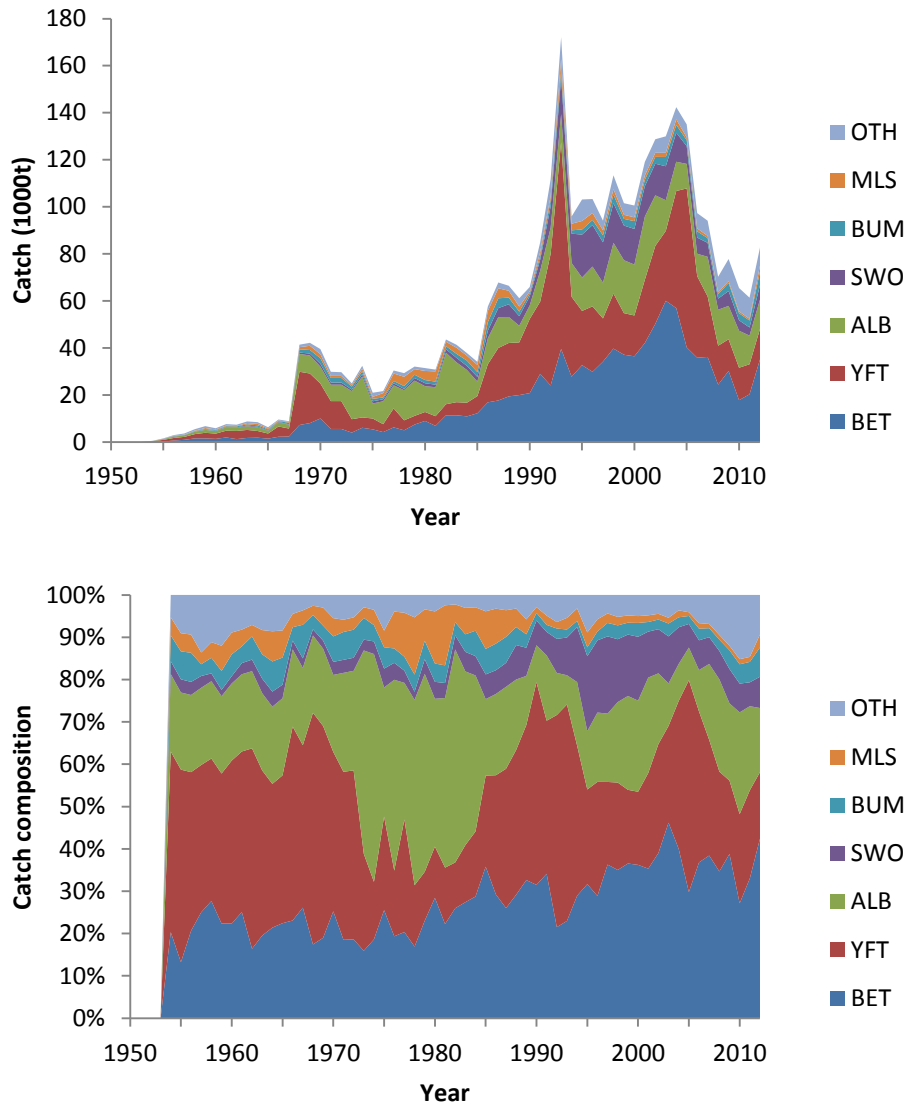 180
160
140
120
100
80
60
40
20
0
Catch (1000t)
1950 1960 1970 1980 1990 2000 2010
Year
OTH
MLS
BUM
SWO
ALB
YFT
BET
100%
90%
80%
70%
60%
50%
40%
30%
20%
10%
0%
Catch composition
1950 1960 1970 1980 1990 2000 2010
Year
OTH
MLS
BUM
SWO
ALB
YFT
BET